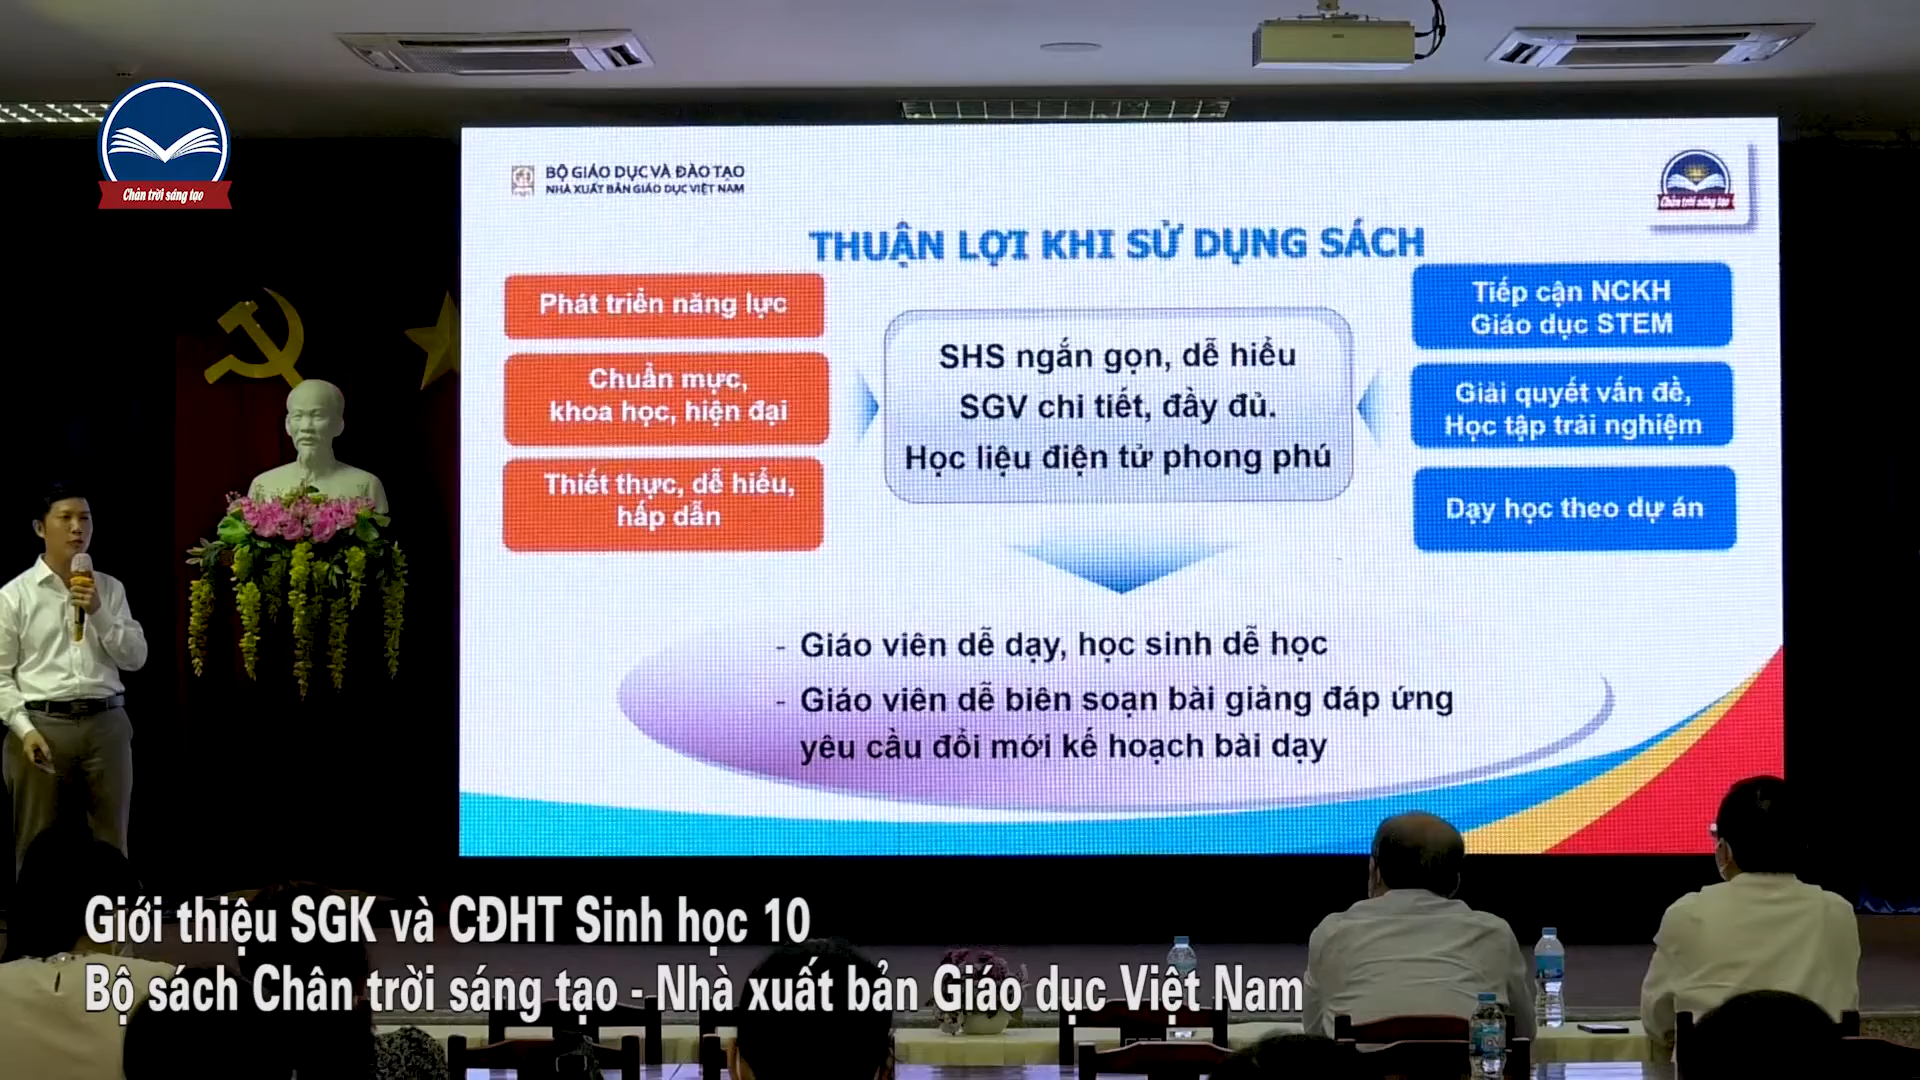 Chân trời sáng tạo
BỘ GIÁO DỤC VÀ ĐÀO TẠO
NHÀ XUẤT BẢN GIÁO DỤC VIỆT NAM
Chân trời sáng tạo
THUẬN LỢI KHI SỬ DỤNG SÁCH
Phát triển năng lực
Chuẩn mực,
khoa học, hiện đại
Thiết thực, dễ hiểu,
hấp dẫn
SHS ngắn gọn, dễ hiểu
SGV chi tiết, đầy đủ.
Học liệu điện tử phong phú
Tiếp cận NCKH
Giáo dục STEM
Giải quyết vấn đề,
Học tập trải nghiệm
Dạy học theo dự án
- Giáo viên dễ dạy, học sinh dễ học
- Giáo viên dễ biên soạn bài giảng đáp ứng
yêu cầu đổi mới kế hoạch bài dạy
Giới thiệu SGK và CĐHT Sinh học 10
Bộ sách Chân trời sáng tạo - Nhà xuất bản Giáo dục Việt Nam